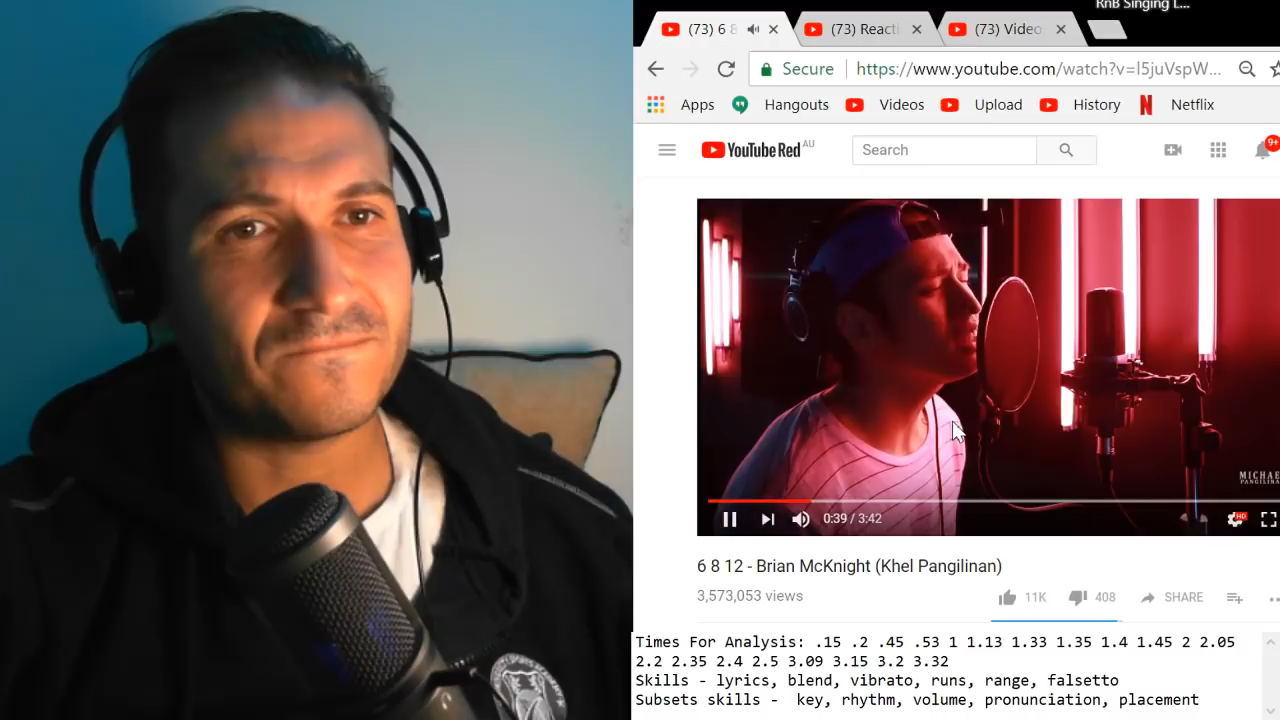 RnB Singing L...
(73) 6 8
(73) Reacti
(73) Video
Secure
https://www.youtube.com/watch?v=l5juVspW...
Apps
Hangouts
Videos
Upload
History
Netflix
YouTube Red AU
Search
9+
MICHAE
PANGILINA
0:39 / 3:42
HD
6 8 12 - Brian McKnight (Khel Pangilinan)
3,573,053 views
11K
408
SHARE
Times For Analysis: .15 .2 .45 .53 1 1.13 1.33 1.35 1.4 1.45 2 2.05
2.2 2.35 2.4 2.5 3.09 3.15 3.2 3.32
Skills - lyrics, blend, vibrato, runs, range, falsetto
Subsets skills - key, rhythm, volume, pronunciation, placement